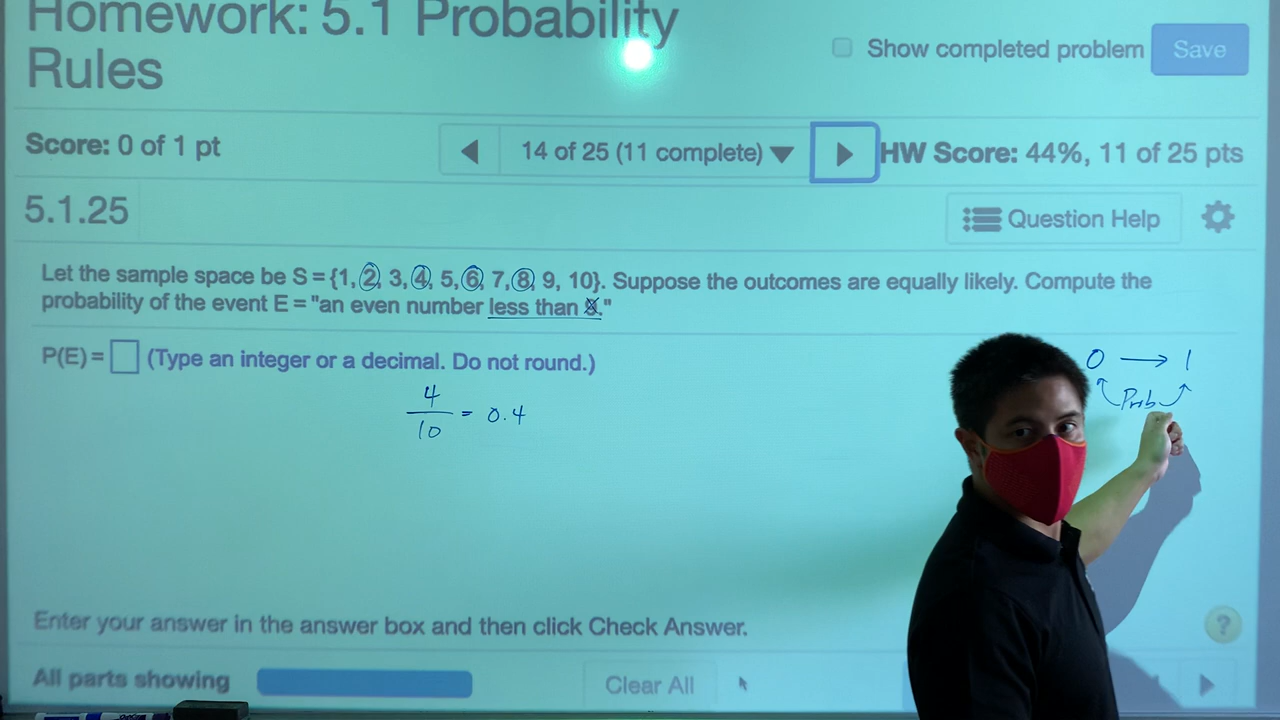 Homework: 5.1 Probability
Rules
Show completed problem Save
Score: 0 of 1 pt
14 of 25 (11 complete)
HW Score: 44%, 11 of 25 pts
5.1.25
Question Help
Let the sample space be S = {1, 2, 3, 4, 5, 6, 7, 8, 9, 10}. Suppose the outcomes are equally likely. Compute the
probability of the event E = "an even number less than ."
P(E) = (Type an integer or a decimal. Do not round.)
4
10
= 0.4
0 → 1
Prob
Enter your answer in the answer box and then click Check Answer.
?
All parts showing
Clear All